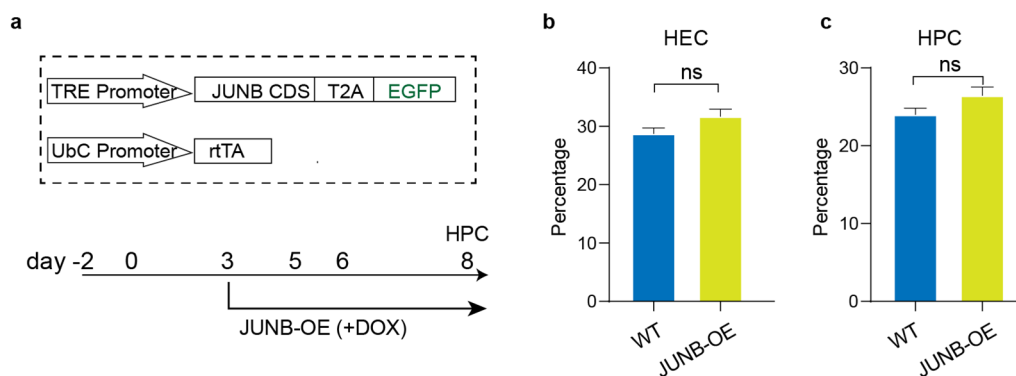 a
TRE Promoter JUNB CDS T2A EGFP
UbC Promoter rtTA
HPC
day -2 0 3 5 6 8
JUNB-OE (+DOX)
b
HEC
ns
Percentage
40
30
20
10
0
WT
JUNB-OE
c
HPC
ns
Percentage
30
20
10
0
WT
JUNB-OE